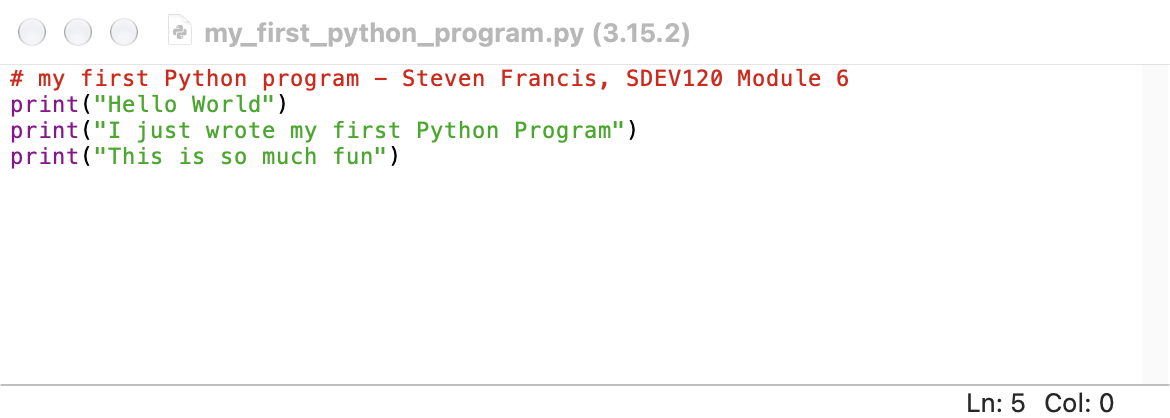 my_first_python_program.py (3.15.2)
# my first Python program – Steven Francis, SDEV120 Module 6
print("Hello World")
print("I just wrote my first Python Program")
print("This is so much fun")
Ln: 5 Col: 0